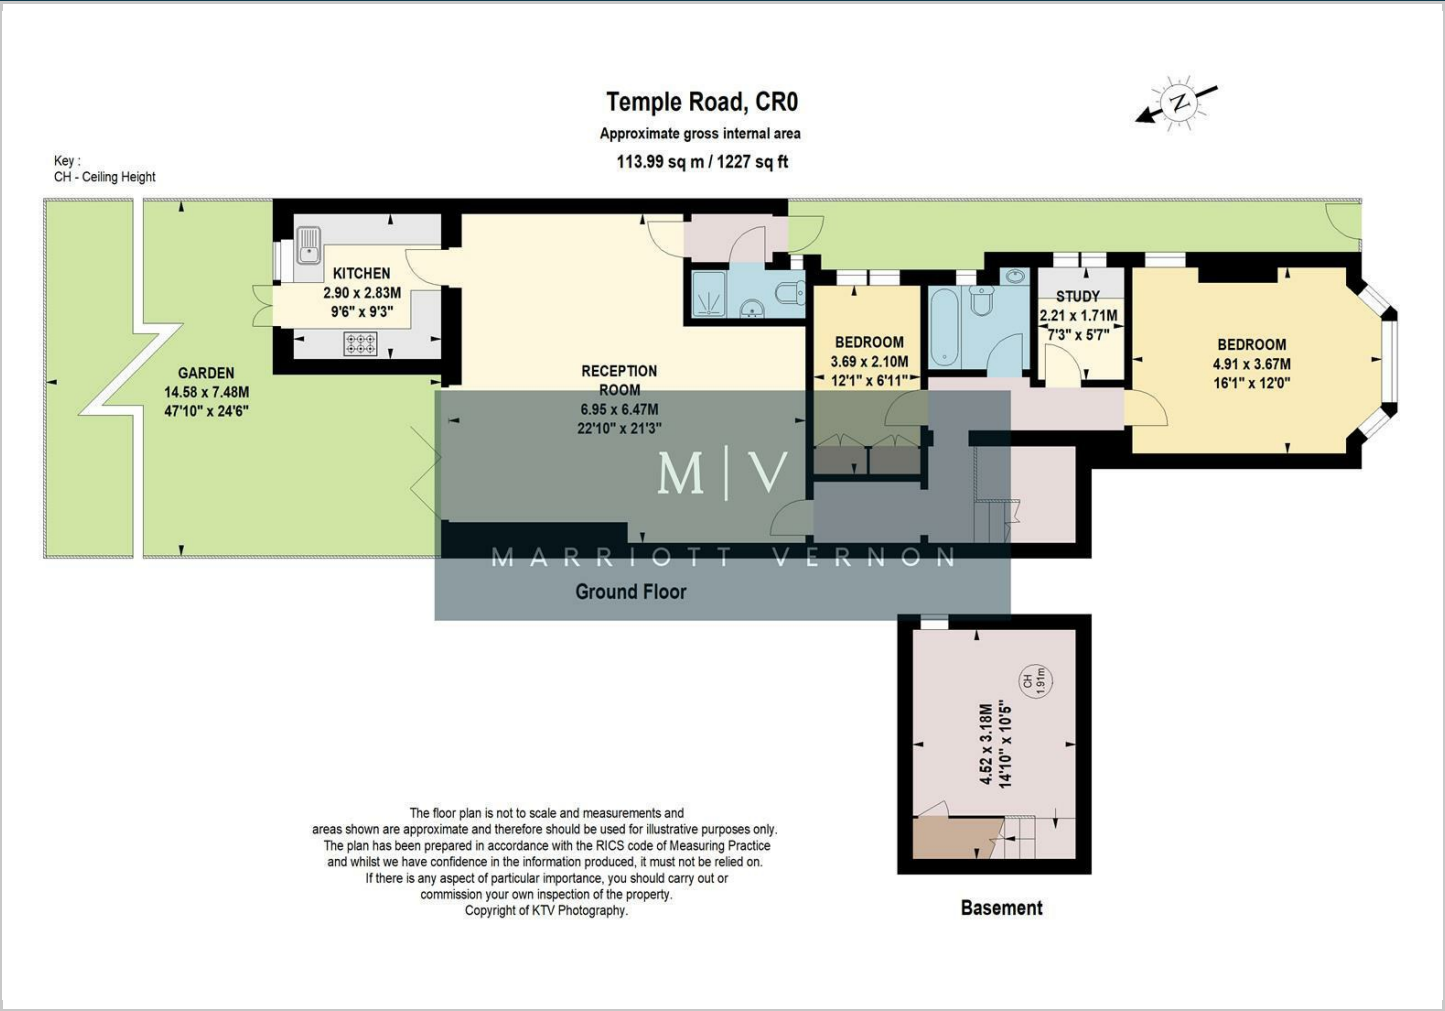 Temple Road, CR0
Approximate gross internal area
113.99 sq m / 1227 sq ft
N
Key :
CH - Ceiling Height
KITCHEN
2.90 x 2.83M
9'6" x 9'3"
GARDEN
14.58 x 7.48M
47'10" x 24'6"
RECEPTION
ROOM
6.95 x 6.47M
22'10" x 21'3"
BEDROOM
3.69 x 2.10M
12'1" x 6'11"
STUDY
2.21 x 1.71M
7'3" x 5'7"
BEDROOM
4.91 x 3.67M
16'1" x 12'0"
M|V
MARRIOTT VERNON
Ground Floor
CH
1.91m
4.52 x 3.18M
14'10" x 10'5"
Basement
The floor plan is not to scale and measurements and
areas shown are approximate and therefore should be used for illustrative purposes only.
The plan has been prepared in accordance with the RICS code of Measuring Practice
and whilst we have confidence in the information produced, it must not be relied on.
If there is any aspect of particular importance, you should carry out or
commission your own inspection of the property.
Copyright of KTV Photography.